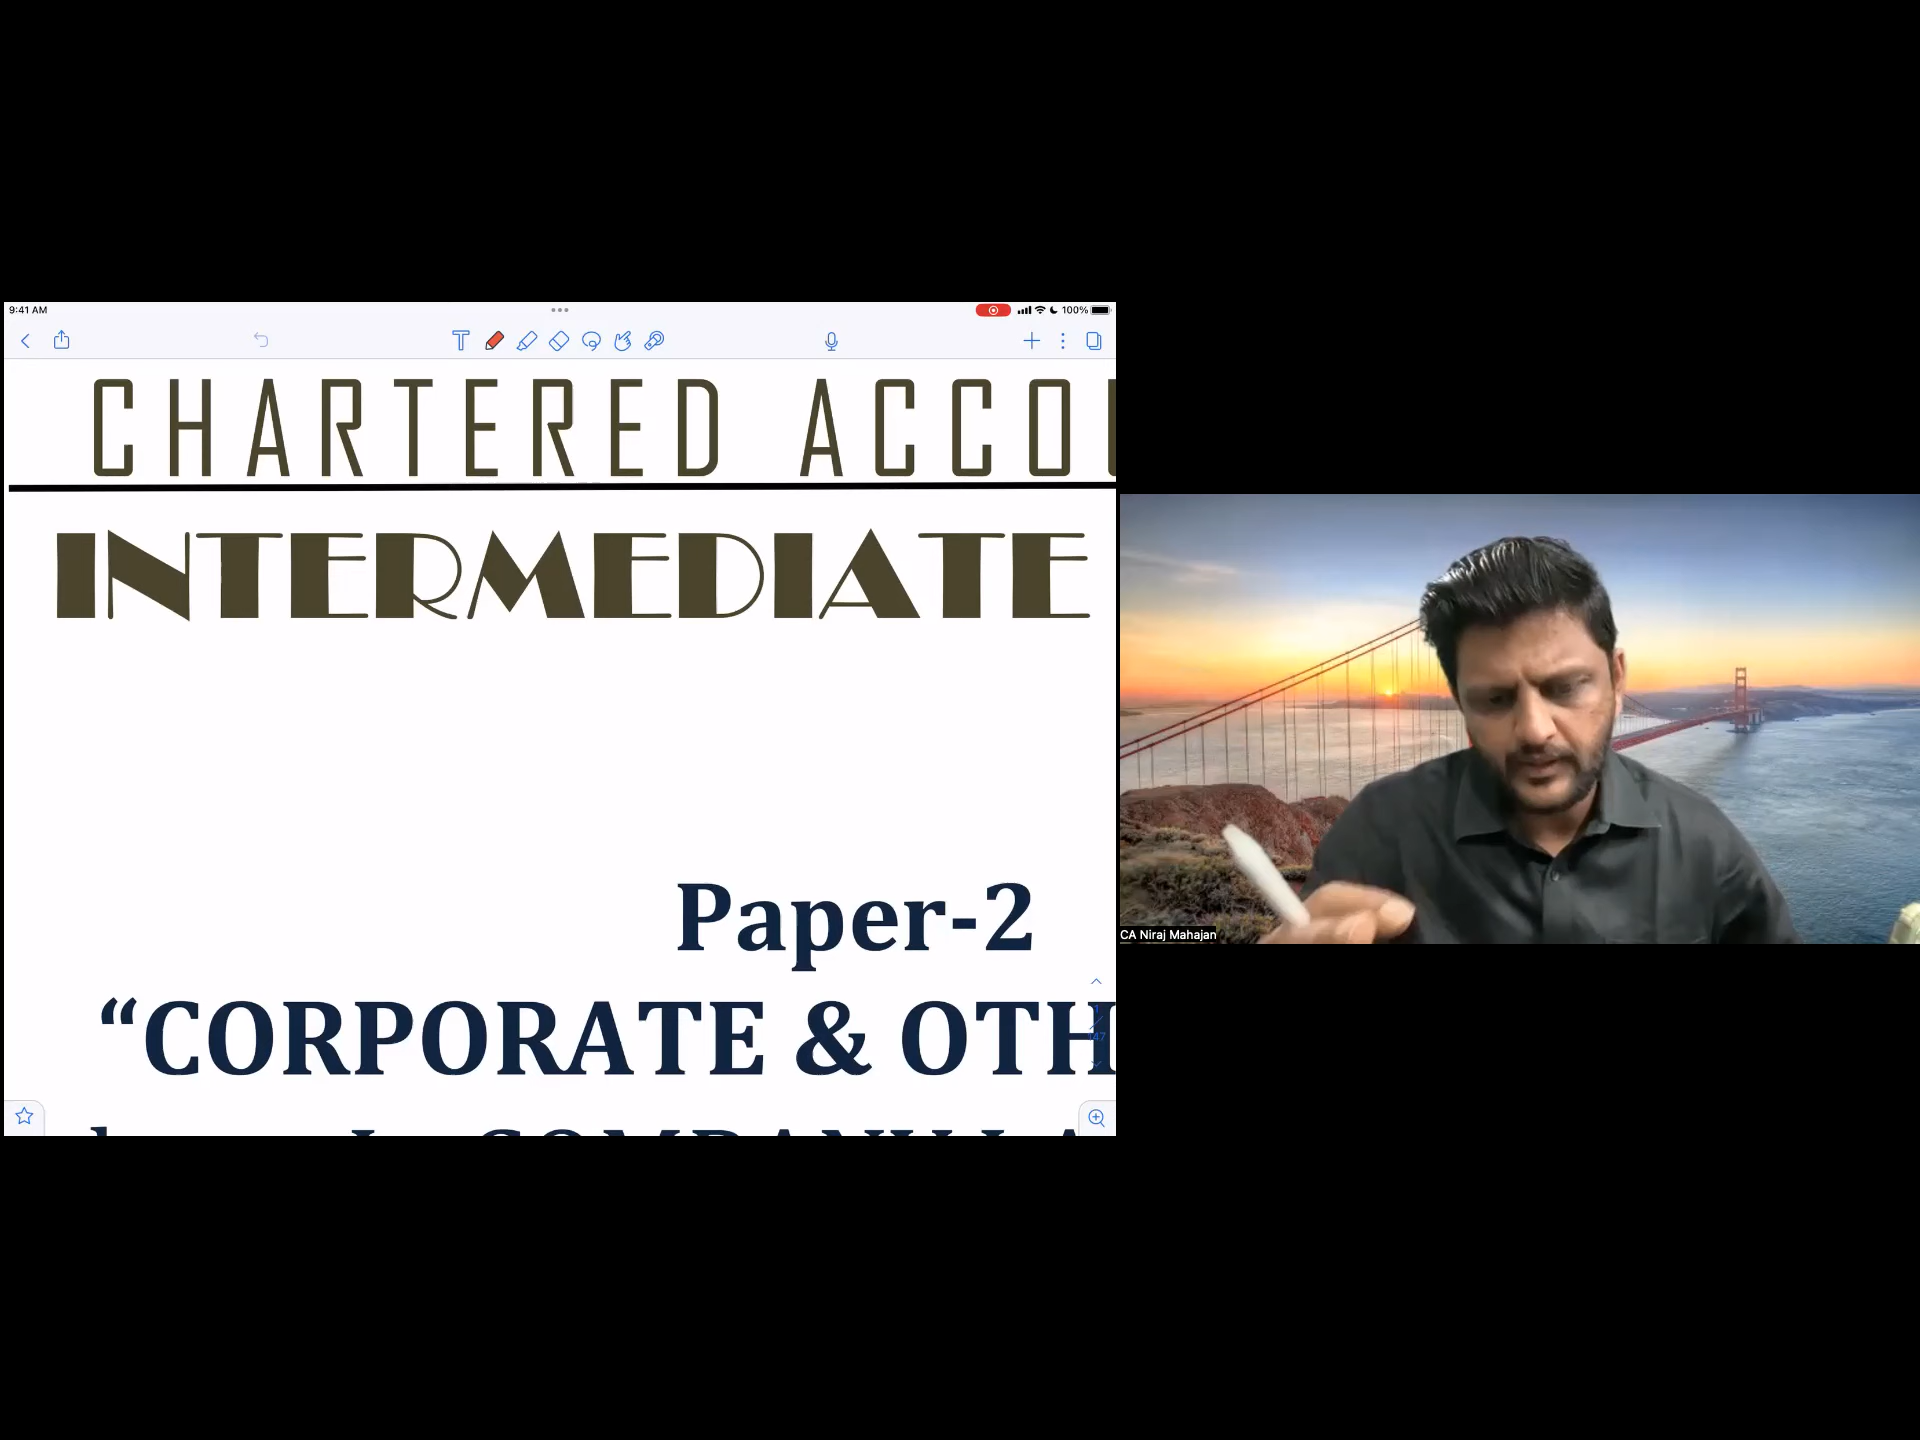 9:41 AM
100%
CHARTERED ACCO
INTERMEDIATE
Paper-2
“CORPORATE & OTH
CA Niraj Mahajan